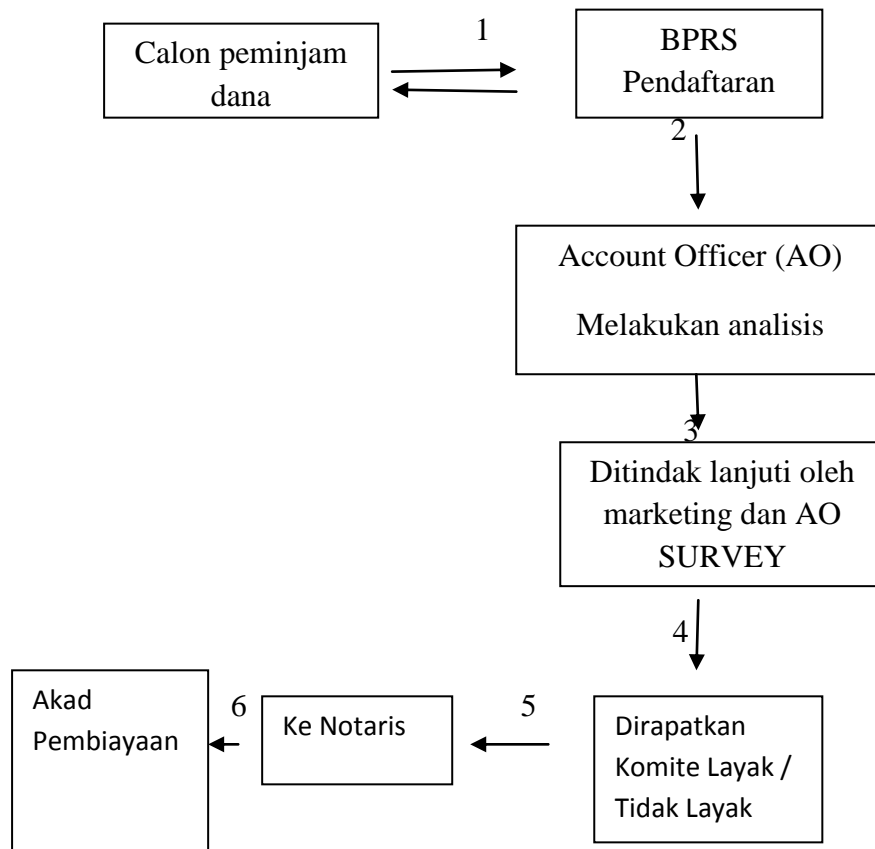 Calon peminjam
dana
1
BPRS
Pendaftaran
2
Account Officer (AO)
Melakukan analisis
3
Ditindak lanjuti oleh
marketing dan AO
SURVEY
4
Dirapatkan
Komite Layak /
Tidak Layak
5
Ke Notaris
6
Akad
Pembiayaan